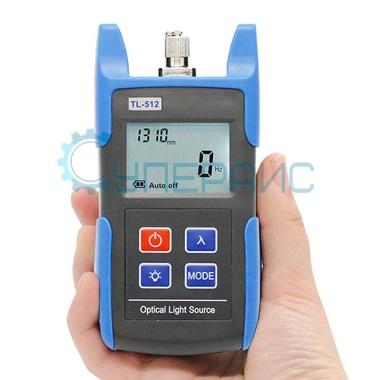 TL-512
1310nm
0 Hz
СУПЕРАЙС
Auto off
λ
MODE
Optical Light Source